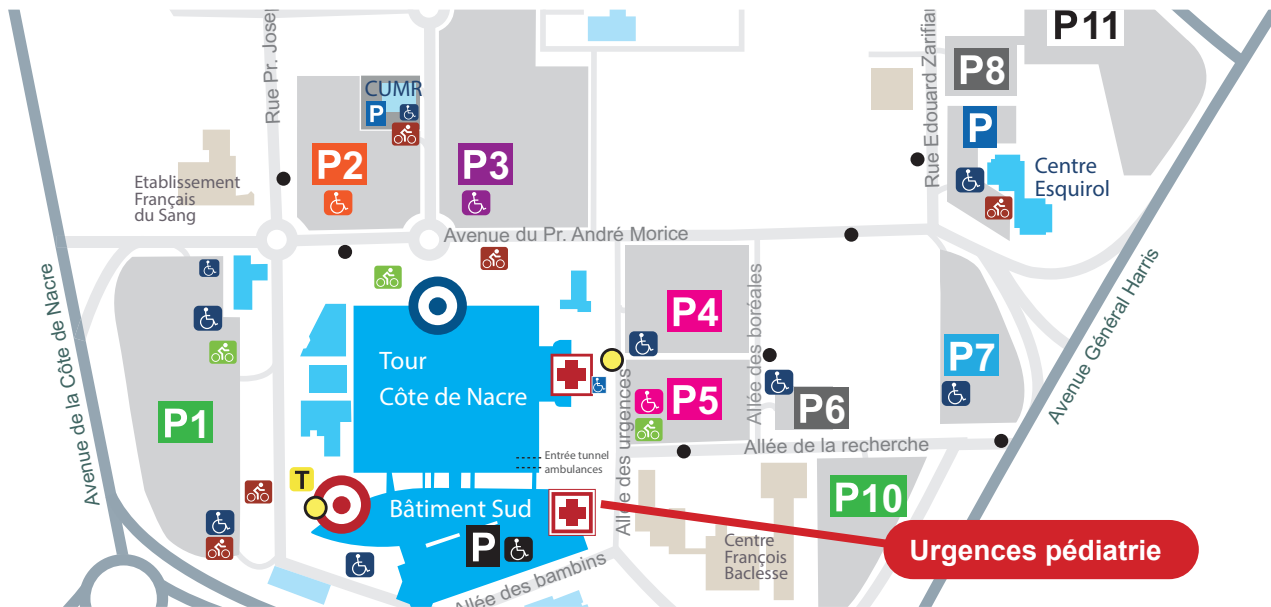 Rue Pr. Josep
CUMR
P
P2
P3
Etablissement
Français
du Sang
P11
P8
P
Rue Edouard Zarifia
Centre
Esquirol
Avenue du Pr. André Morice
Avenue de la Côte de Nacre
Avenue Général Harris
P1
Tour
Côte de Nacre
P4
P5
Allée des urgences
Allée des boréales
P6
P7
Allée de la recherche
Entrée tunnel
ambulances
T
Bâtiment Sud
P
Allée des bambins
Centre
François
Baclesse
P10
Urgences pédiatrie